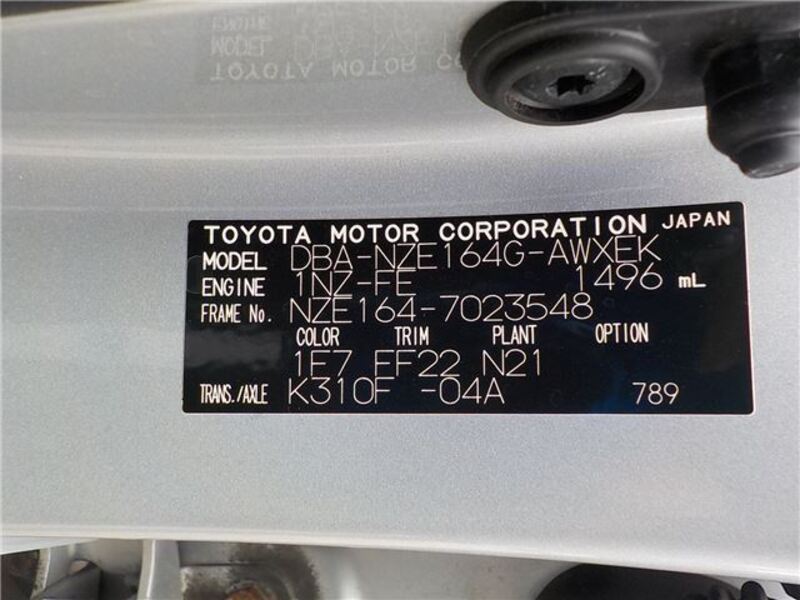 TOYOTA MOTOR CORPORATION JAPAN
MODEL DBA-NZE164G-AWXEK
ENGINE 1NZ-FE 1496 mL
FRAME No. NZE164-7023548
COLOR TRIM PLANT OPTION
1E7 FF22 N21
TRANS./AXLE K310F -04A 789